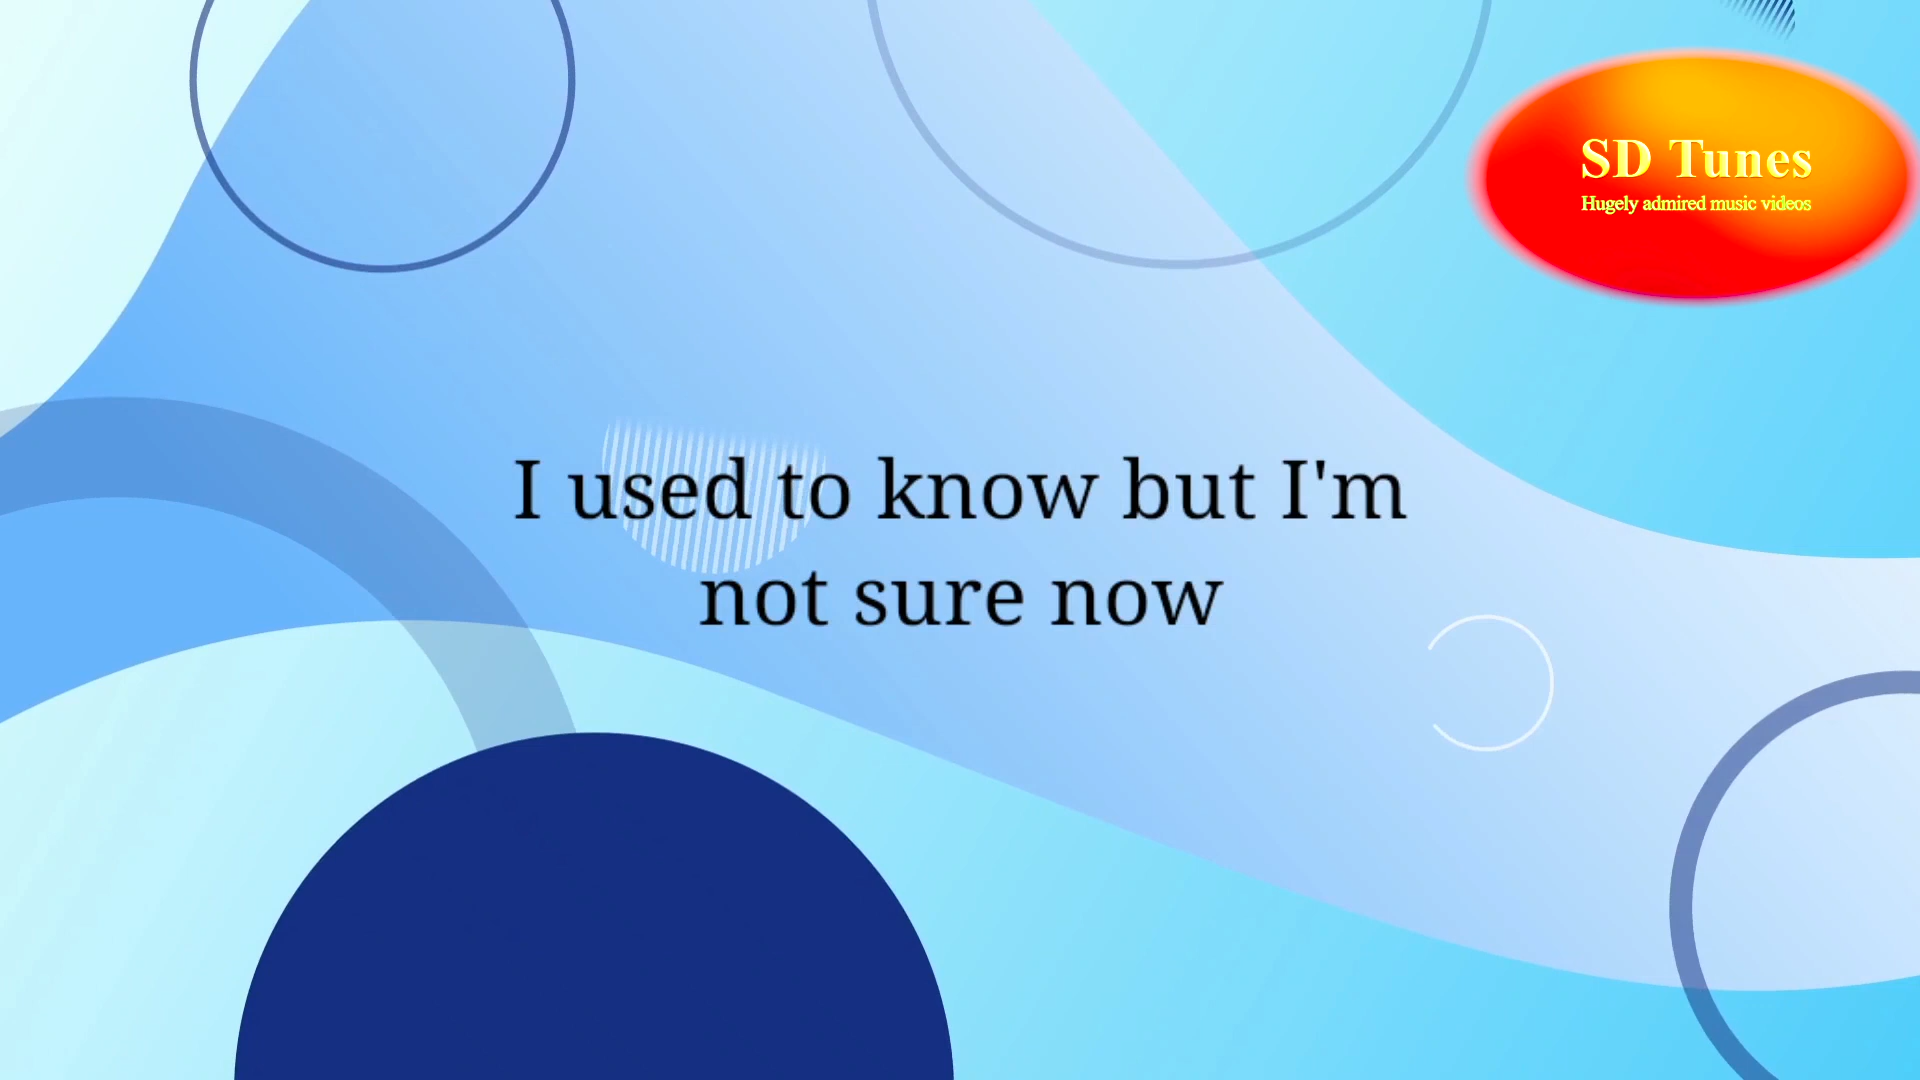 SD Tunes
Hugely admired music videos
I used to know but I'm
not sure now